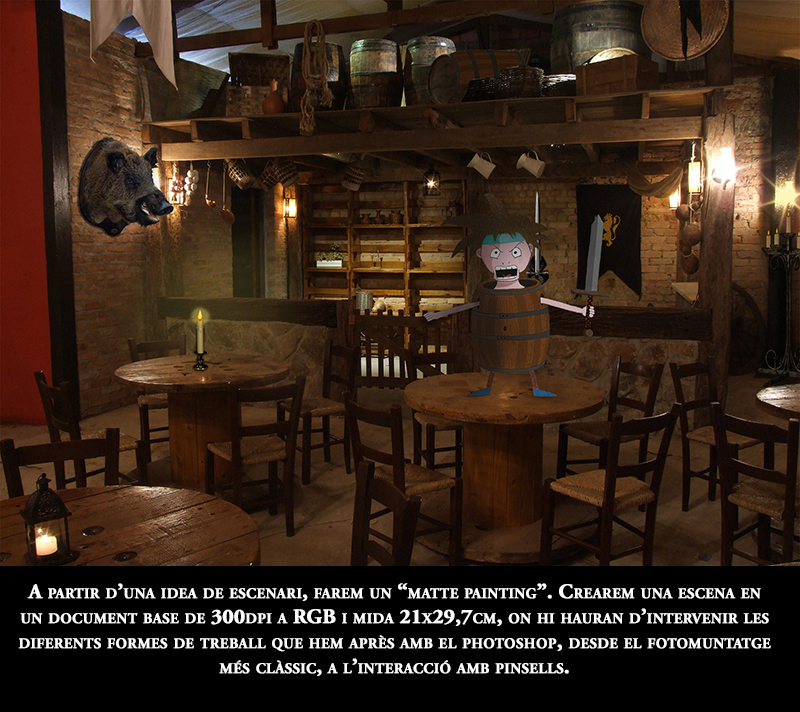 A partir d'una idea de escenari, farem un “matte painting”. Crearem una escena en
un document base de 300dpi a RGB i mida 21x29,7cm, on hi hauran d'intervenir les
diferents formes de treball que hem après amb el photoshop, desde el fotomuntatge
més clàssic, a l'interacció amb pinsells.